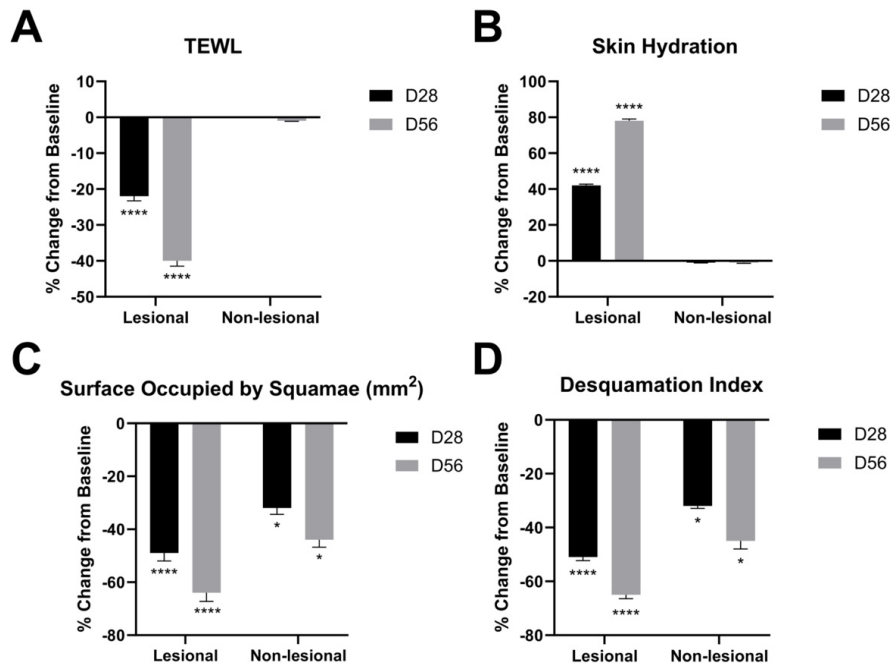 A
TEWL
% Change from Baseline
10
0
-10
-20
-30
-40
-50
****
****
Lesional
Non-lesional
D28
D56
B
Skin Hydration
% Change from Baseline
100
80
60
40
20
0
-20
****
****
Lesional
Non-lesional
D28
D56
C
Surface Occupied by Squamae (mm²)
% Change from Baseline
0
-20
-40
-60
-80
****
****
*
*
Lesional
Non-lesional
D28
D56
D
Desquamation Index
% Change from Baseline
0
-20
-40
-60
-80
****
****
*
*
Lesional
Non-lesional
D28
D56